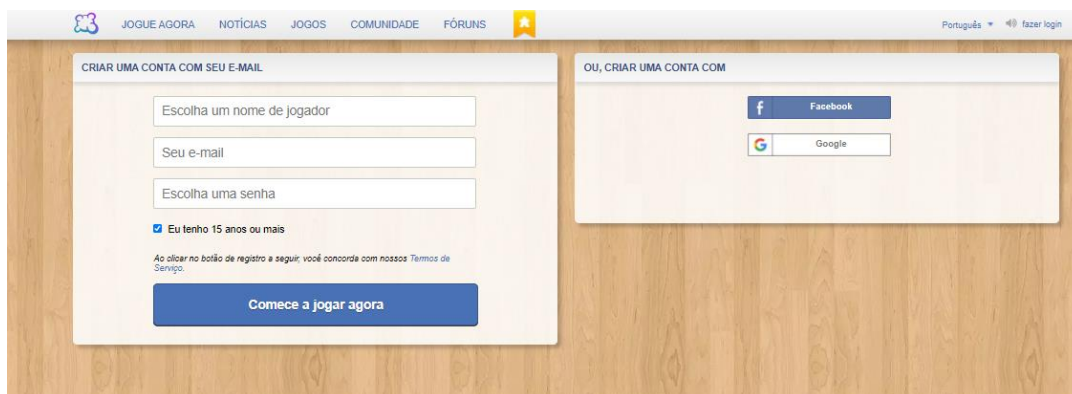 JOGUE AGORA NOTÍCIAS JOGOS COMUNIDADE FÓRUNS Português fazer login
CRIAR UMA CONTA COM SEU E-MAIL
Escolha um nome de jogador
Seu e-mail
Escolha uma senha
Eu tenho 15 anos ou mais
Ao clicar no botão de registro a seguir, você concorda com nossos Termos de
Serviço.
Comece a jogar agora
OU, CRIAR UMA CONTA COM
Facebook
Google